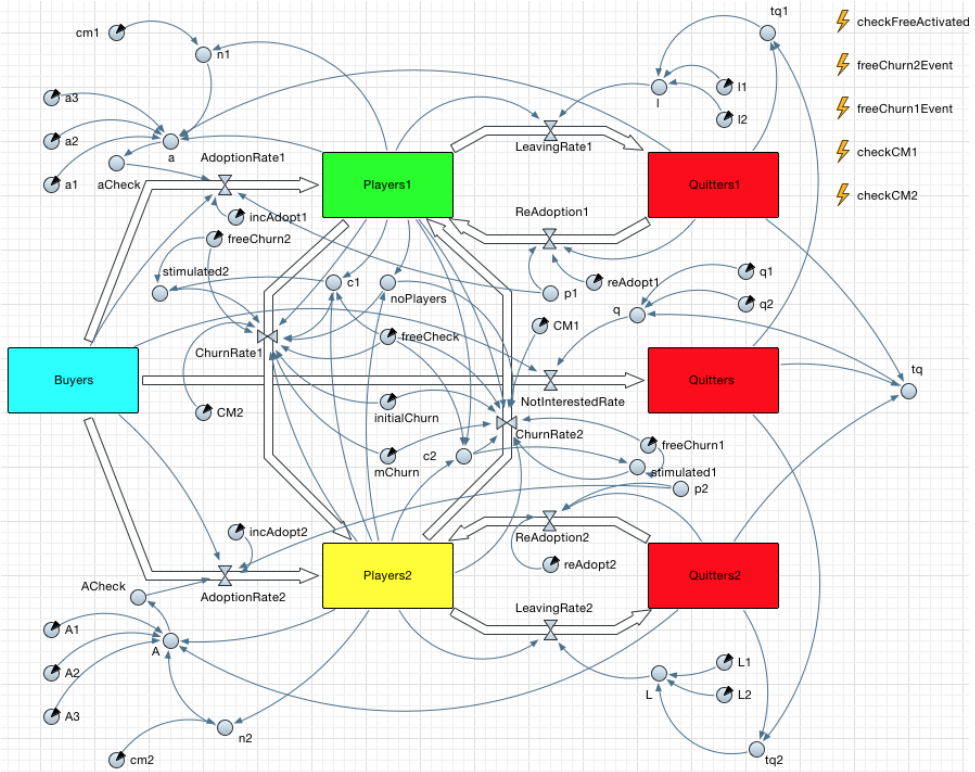 tq1
checkFreeActivated
cm1
n1
freeChurn2Event
l
l1
a3
l2
freeChurn1Event
a2
LeavingRate1
checkCM1
a
AdoptionRate1
a1
aCheck
Players1
Quitters1
checkCM2
incAdopt1
ReAdoption1
freeChurn2
stimulated2
c1
noPlayers
p1
reAdopt1
q1
q
q2
CM1
freeCheck
ChurnRate1
Buyers
Quitters
tq
NotInterestedRate
CM2
initialChurn
ChurnRate2
freeChurn1
mChurn
c2
stimulated1
p2
incAdopt2
ReAdoption2
reAdopt2
ACheck
AdoptionRate2
Players2
Quitters2
LeavingRate2
A1
A
A2
L1
L
L2
A3
n2
cm2
tq2